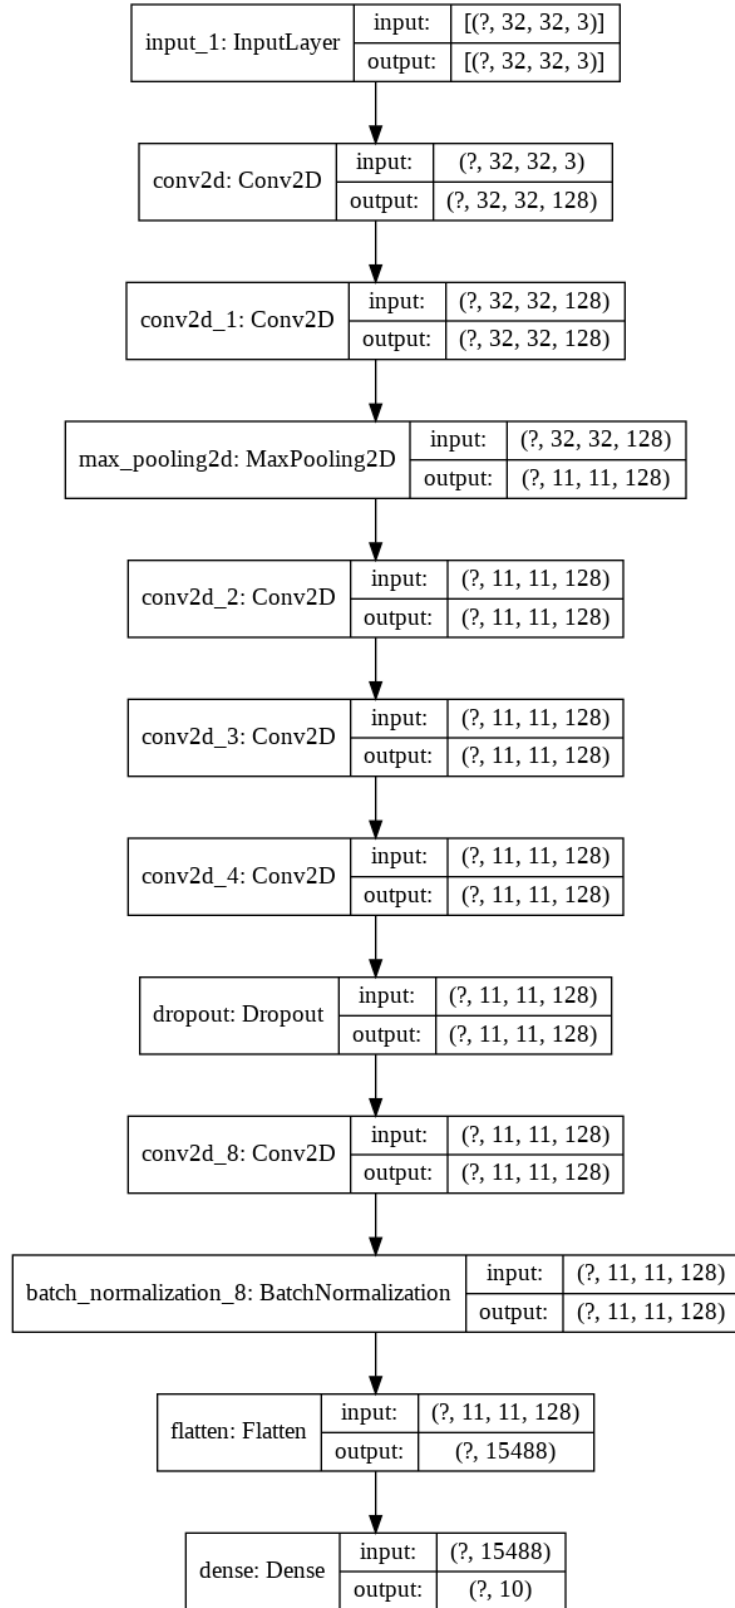 input_1: InputLayer
input: [(?, 32, 32, 3)]
output: [(?, 32, 32, 3)]
conv2d: Conv2D
input: (?, 32, 32, 3)
output: (?, 32, 32, 128)
conv2d_1: Conv2D
input: (?, 32, 32, 128)
output: (?, 32, 32, 128)
max_pooling2d: MaxPooling2D
input: (?, 32, 32, 128)
output: (?, 11, 11, 128)
conv2d_2: Conv2D
input: (?, 11, 11, 128)
output: (?, 11, 11, 128)
conv2d_3: Conv2D
input: (?, 11, 11, 128)
output: (?, 11, 11, 128)
conv2d_4: Conv2D
input: (?, 11, 11, 128)
output: (?, 11, 11, 128)
dropout: Dropout
input: (?, 11, 11, 128)
output: (?, 11, 11, 128)
conv2d_8: Conv2D
input: (?, 11, 11, 128)
output: (?, 11, 11, 128)
batch_normalization_8: BatchNormalization
input: (?, 11, 11, 128)
output: (?, 11, 11, 128)
flatten: Flatten
input: (?, 11, 11, 128)
output: (?, 15488)
dense: Dense
input: (?, 15488)
output: (?, 10)